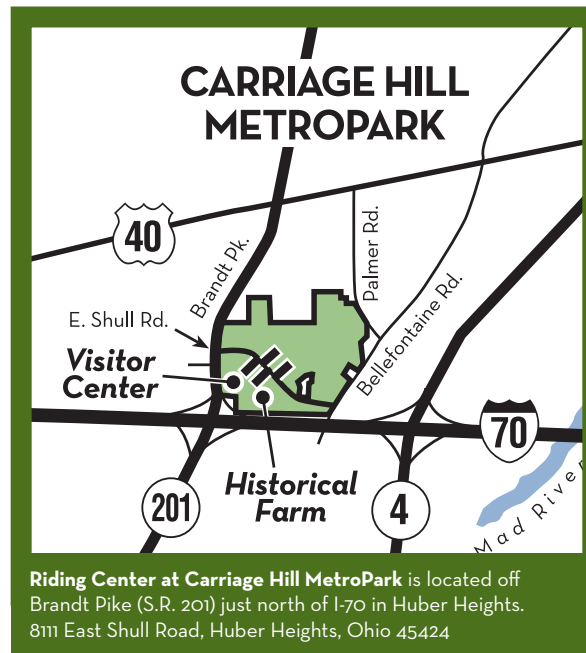 CARRIAGE HILL
METROPARK
40
Brandt Pk.
Palmer Rd.
E. Shull Rd.
Bellefontaine Rd.
Visitor
Center
70
Historical
Farm
201
4
Mad River
Riding Center at Carriage Hill MetroPark is located off
Brandt Pike (S.R. 201) just north of I-70 in Huber Heights.
8111 East Shull Road, Huber Heights, Ohio 45424